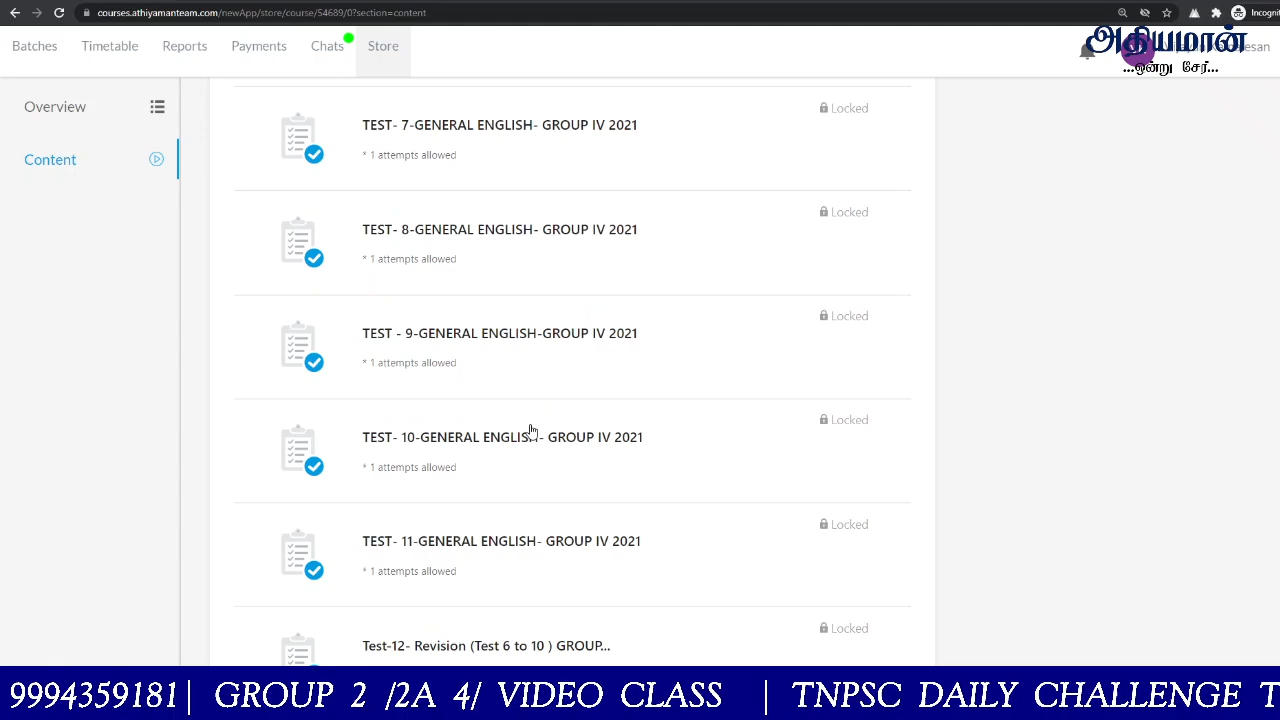 courses.athiyamanteam.com/newApp/store/course/54689/0?section=content
Incognit
Batches
Timetable
Reports
Payments
Chats
Store
அதியமான்
...ஒன்று சேர்...
Overview
Content
Locked
TEST- 7-GENERAL ENGLISH- GROUP IV 2021
* 1 attempts allowed
Locked
TEST- 8-GENERAL ENGLISH- GROUP IV 2021
* 1 attempts allowed
Locked
TEST - 9-GENERAL ENGLISH-GROUP IV 2021
* 1 attempts allowed
Locked
TEST- 10-GENERAL ENGLISH- GROUP IV 2021
* 1 attempts allowed
Locked
TEST- 11-GENERAL ENGLISH- GROUP IV 2021
* 1 attempts allowed
Locked
Test-12- Revision (Test 6 to 10 ) GROUP...
9994359181| GROUP 2 /2A 4/ VIDEO CLASS | TNPSC DAILY CHALLENGE T